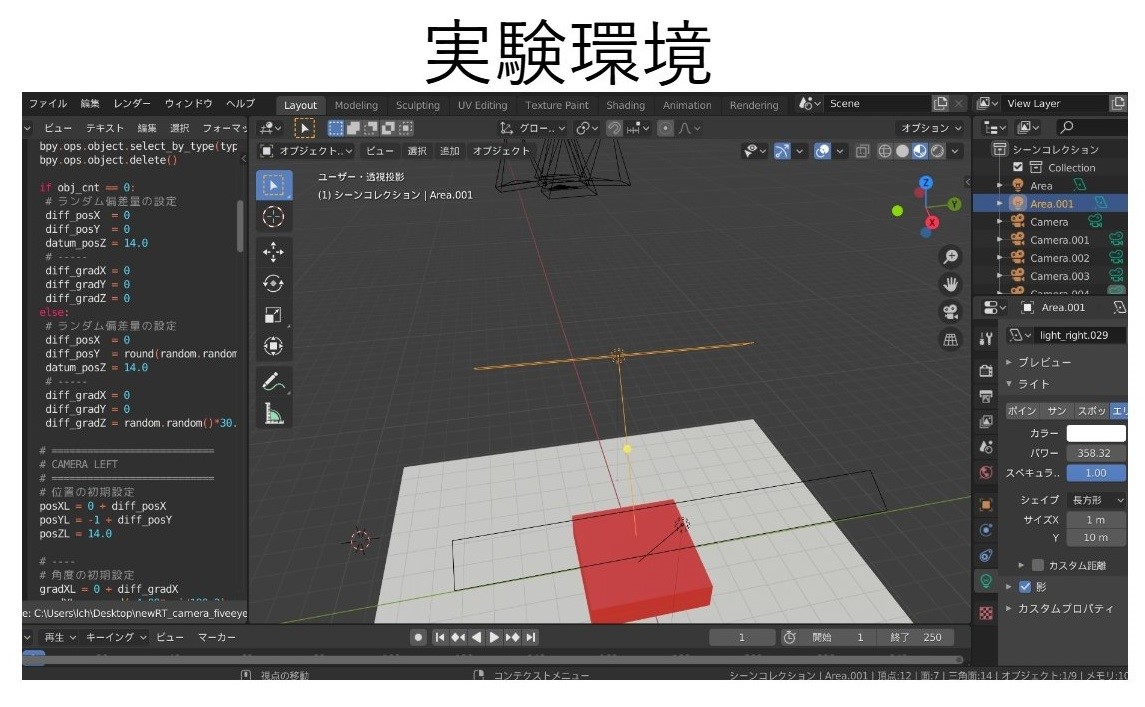 実験環境
ファイル 編集 レンダー ウィンドウ ヘルプ Layout Modeling Sculpting UV Editing Texture Paint Shading Animation Rendering Scene View Layer
ビュー テキスト 編集 選択 フォーマッ グロー.. オプション
オブジェクト.. ビュー 選択 追加 オブジェクト
bpy.ops.object.select_by_type(typ
bpy.ops.object.delete()
if obj_cnt == 0:
# ランダム偏差量の設定
diff_posX = 0
diff_posY = 0
datum_posZ = 14.0
# -----
diff_gradX = 0
diff_gradY = 0
diff_gradZ = 0
else:
# ランダム偏差量の設定
diff_posX = 0
diff_posY = round(random.random
datum_posZ = 14.0
# -----
diff_gradX = 0
diff_gradY = 0
diff_gradZ = random.random()*30.
# =========================
# CAMERA LEFT
# =========================
# 位置の初期設定
posXL = 0 + diff_posX
posYL = -1 + diff_posY
posZL = 14.0
# ----
# 角度の初期設定
gradXL = 0 + diff_gradX
e: C:\Users\lch\Desktop\newRT_camera_fiveeye
ユーザー・透視投影
(1) シーンコレクション | Area.001
Z
Y
X
シーンコレクション
Collection
Area
Area.001
Camera
Camera.001
Camera.002
Camera.003
Camera.004
Area.001
light_right.029
プレビュー
ライト
ポイン サン スポッ エリ
カラー
パワー 358.32
スペキュラ.. 1.00
シェイプ 長方形
サイズX 1 m
Y 10 m
カスタム距離
影
カスタムプロパティ
再生 キーイング ビュー マーカー 1 開始 1 終了 250
視点の移動 コンテクストメニュー シーンコレクション | Area.001 | 頂点:12 | 面:7 | 三角面:14 | オブジェクト:1/9 | メモリ:10